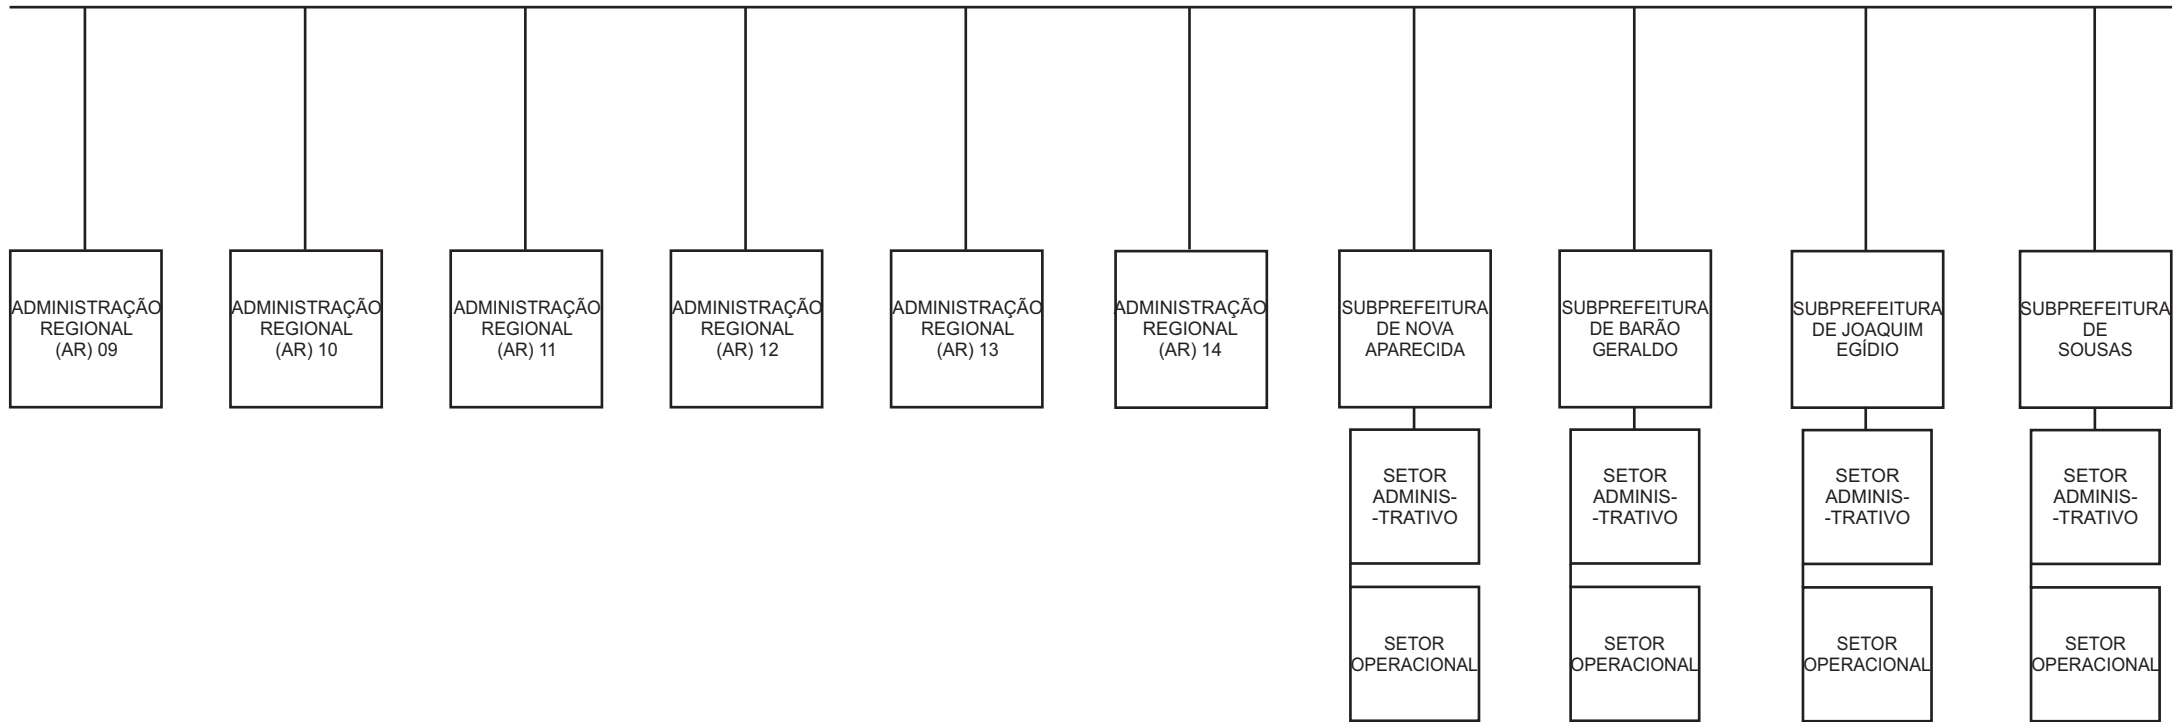 ADMINISTRAÇÃO
REGIONAL
(AR) 09
ADMINISTRAÇÃO
REGIONAL
(AR) 10
ADMINISTRAÇÃO
REGIONAL
(AR) 11
ADMINISTRAÇÃO
REGIONAL
(AR) 12
ADMINISTRAÇÃO
REGIONAL
(AR) 13
ADMINISTRAÇÃO
REGIONAL
(AR) 14
SUBPREFEITURA
DE NOVA
APARECIDA
SUBPREFEITURA
DE BARÃO
GERALDO
SUBPREFEITURA
DE JOAQUIM
EGÍDIO
SUBPREFEITURA
DE
SOUSAS
SETOR
ADMINIS-
-TRATIVO
SETOR
ADMINIS-
-TRATIVO
SETOR
ADMINIS-
-TRATIVO
SETOR
ADMINIS-
-TRATIVO
SETOR
OPERACIONAL
SETOR
OPERACIONAL
SETOR
OPERACIONAL
SETOR
OPERACIONAL